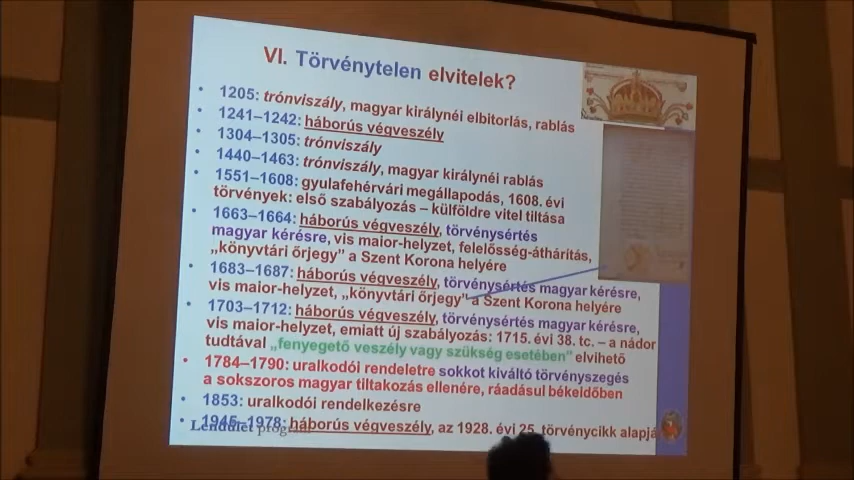 VI. Törvénytelen elvitelek?
• 1205: trónviszály, magyar királynéi elbitorlás, rablás
• 1241–1242: háborús végveszély
• 1304–1305: trónviszály
• 1440–1463: trónviszály, magyar királynéi rablás
• 1551–1608: gyulafehérvári megállapodás, 1608. évi
törvények: első szabályozás – külföldre vitel tiltása
• 1663–1664: háborús végveszély, törvénysértés
magyar kérésre, vis maior-helyzet, felelősség-áthárítás,
„könyvtári őrjegy" a Szent Korona helyére
• 1683–1687: háborús végveszély, törvénysértés magyar kérésre,
vis maior-helyzet, „könyvtári őrjegy" a Szent Korona helyére
• 1703–1712: háborús végveszély, törvénysértés magyar kérésre,
vis maior-helyzet, emiatt új szabályozás: 1715. évi 38. tc. – a nádor
tudtával „fenyegető veszély vagy szükség esetében" elvihető
• 1784–1790: uralkodói rendeletre sokkot kiváltó törvényszegés
a sokszoros magyar tiltakozás ellenére, ráadásul békeidőben
• 1853: uralkodói rendelkezésre
• 1945–1978: háborús végveszély, az 1928. évi 25. törvénycikk alapjá
Lendület program